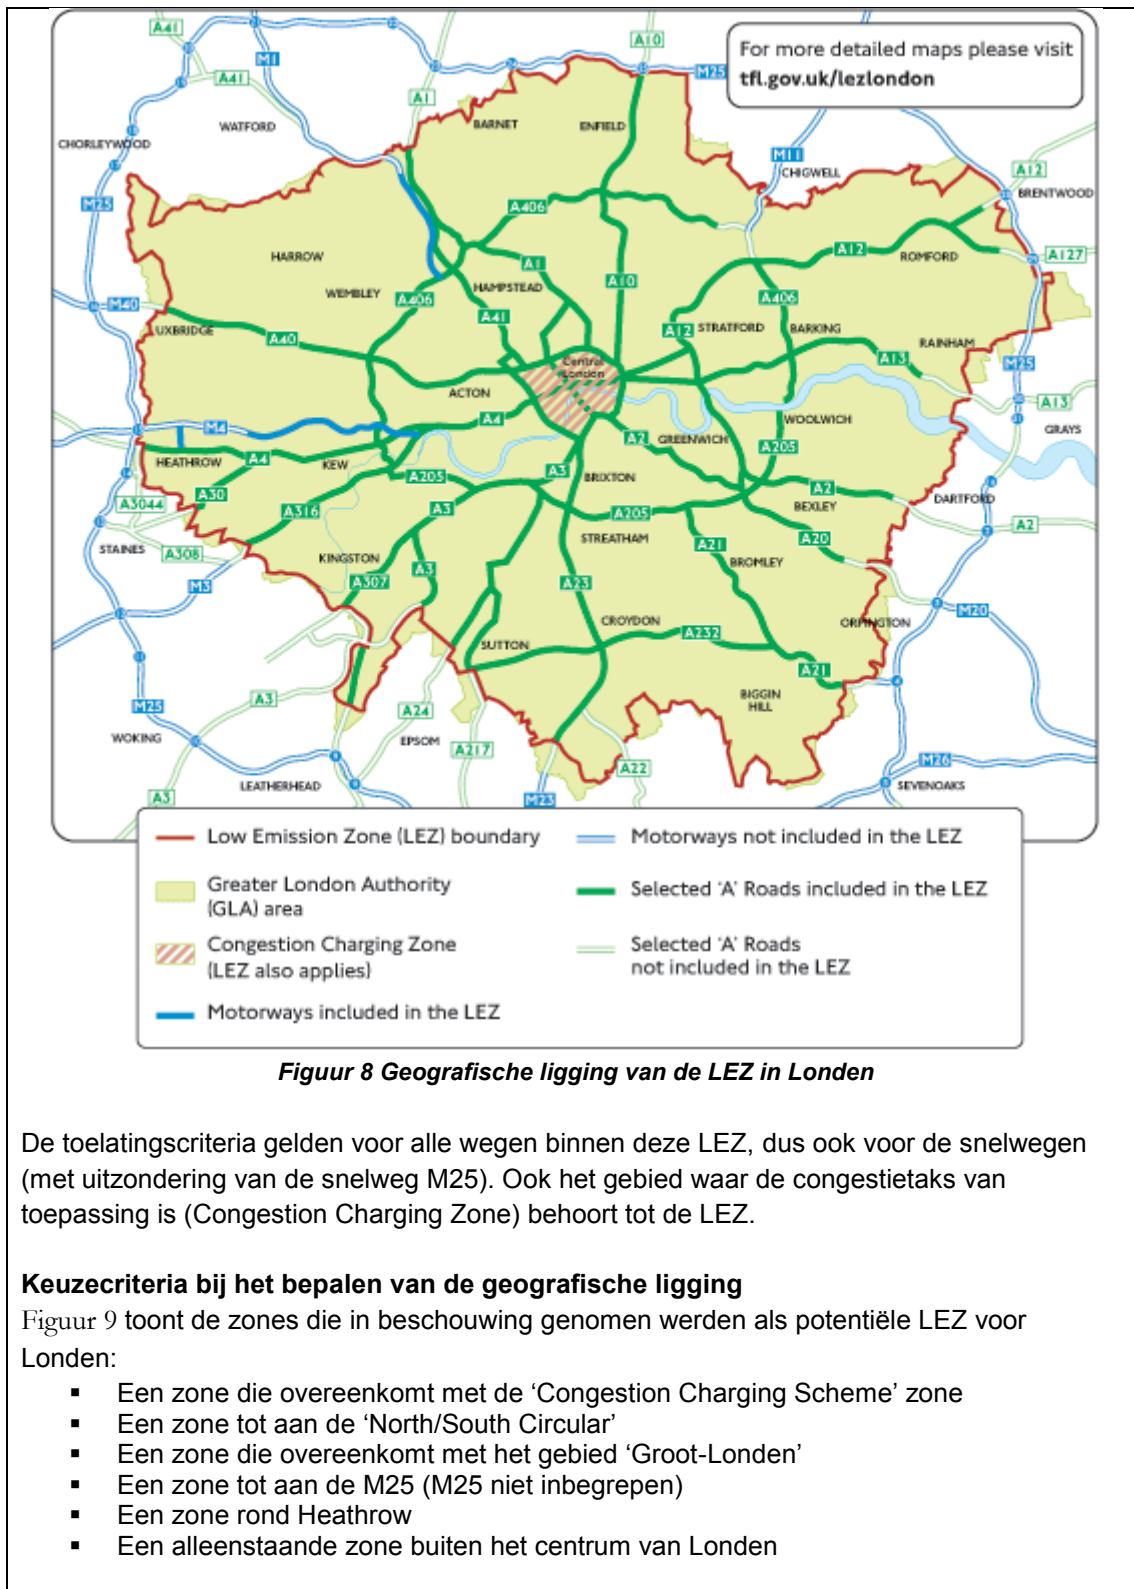 A41
A10
For more detailed maps please visit
tfl.gov.uk/lezlondon
M1
M25
A41
A1
WATFORD
BARNET
ENFIELD
CHORLEYWOOD
M11
CHIGWELL
A12
BRENTWOOD
M25
A406
HARROW
A1
A12
ROMFORD
A127
WEMBLEY
HAMPSTEAD
A10
A406
A406
M40
UXBRIDGE
A41
A12
STRATFORD
BARKING
RAINHAM
A40
Central
London
A13
M25
ACTON
A13
GRAYS
M4
A4
A2
GREENWICH
WOOLWICH
HEATHROW
A4
KEW
A205
A3
BRIXTON
A205
A30
A3044
A316
A3
A205
A2
BEXLEY
DARTFORD
A2
STAINES
A308
KINGSTON
STREATHAM
A21
A20
BROMLEY
M3
A307
A3
A23
M20
CROYDON
A232
ORPINGTON
SUTTON
A21
A3
BIGGIN
HILL
M25
A24
WOKING
EPSOM
A217
A22
M26
LEATHERHEAD
SEVENOAKS
A3
M23
Low Emission Zone (LEZ) boundary
Greater London Authority
(GLA) area
Congestion Charging Zone
(LEZ also applies)
Motorways included in the LEZ
Motorways not included in the LEZ
Selected 'A' Roads included in the LEZ
Selected 'A' Roads
not included in the LEZ
Figuur 8 Geografische ligging van de LEZ in Londen
De toelatingscriteria gelden voor alle wegen binnen deze LEZ, dus ook voor de snelwegen
(met uitzondering van de snelweg M25). Ook het gebied waar de congestietaks van
toepassing is (Congestion Charging Zone) behoort tot de LEZ.
Keuzecriteria bij het bepalen van de geografische ligging
Figuur 9 toont de zones die in beschouwing genomen werden als potentiële LEZ voor
Londen:
▪ Een zone die overeenkomt met de ‘Congestion Charging Scheme’ zone
▪ Een zone tot aan de ‘North/South Circular’
▪ Een zone die overeenkomt met het gebied ‘Groot-Londen’
▪ Een zone tot aan de M25 (M25 niet inbegrepen)
▪ Een zone rond Heathrow
▪ Een alleenstaande zone buiten het centrum van Londen